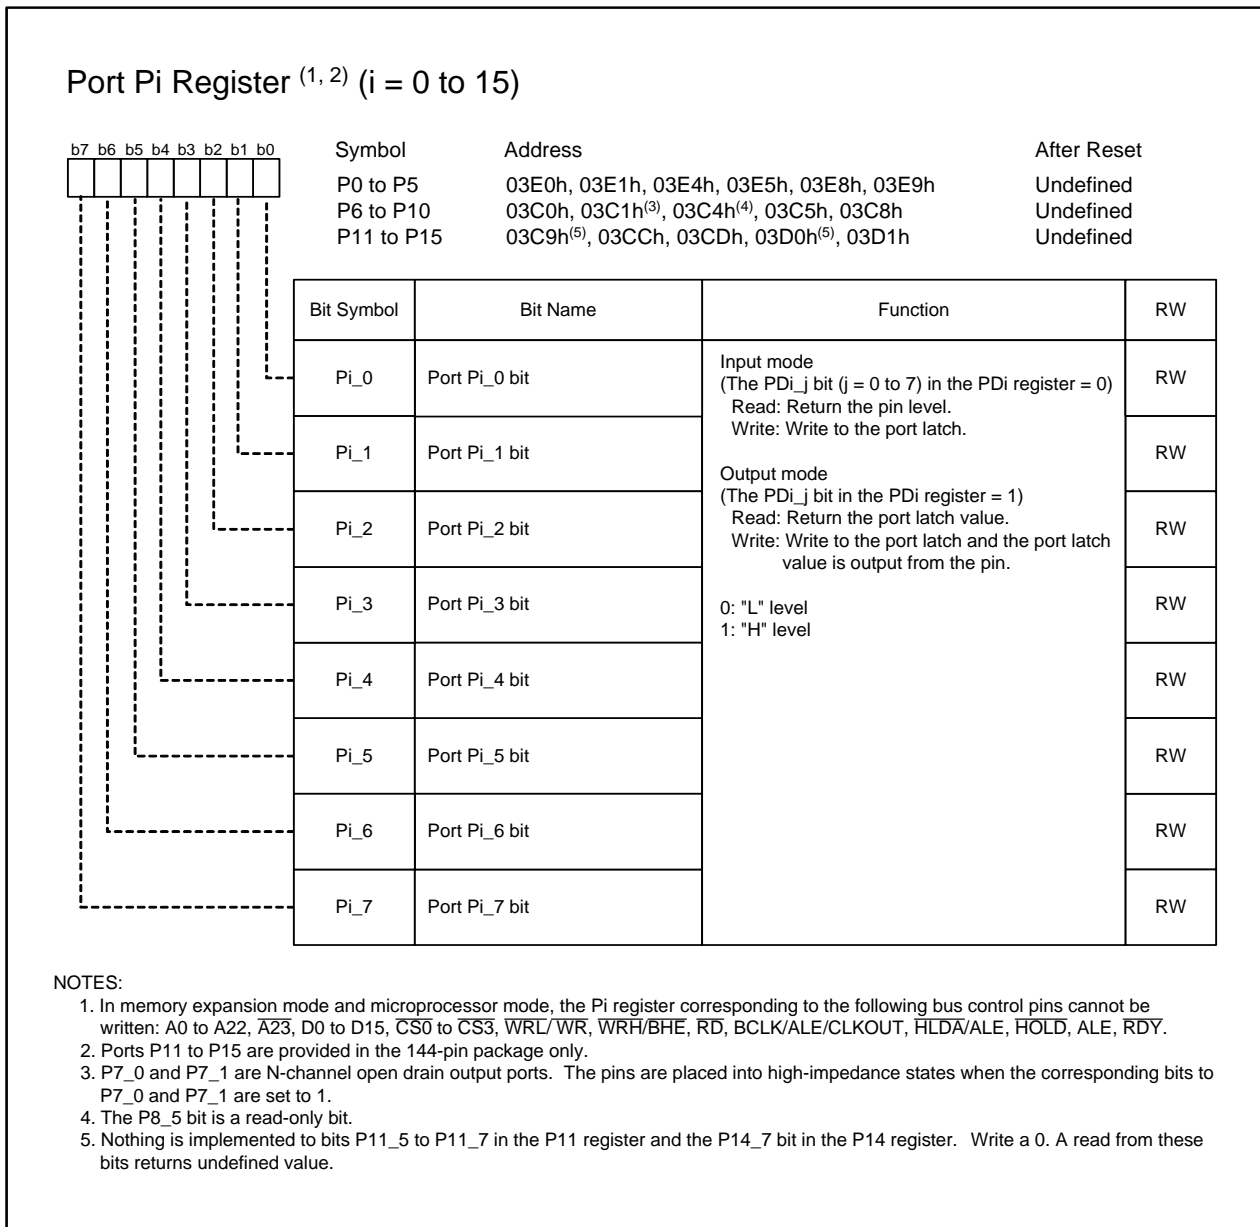 Port Pi Register (1, 2) (i = 0 to 15)
b7 b6 b5 b4 b3 b2 b1 b0
Symbol Address After Reset
P0 to P5 03E0h, 03E1h, 03E4h, 03E5h, 03E8h, 03E9h Undefined
P6 to P10 03C0h, 03C1h(3), 03C4h(4), 03C5h, 03C8h Undefined
P11 to P15 03C9h(5), 03CCh, 03CDh, 03D0h(5), 03D1h Undefined
Bit Symbol Bit Name Function RW
Pi_0 Port Pi_0 bit RW
Pi_1 Port Pi_1 bit RW
Pi_2 Port Pi_2 bit RW
Pi_3 Port Pi_3 bit RW
Pi_4 Port Pi_4 bit RW
Pi_5 Port Pi_5 bit RW
Pi_6 Port Pi_6 bit RW
Pi_7 Port Pi_7 bit RW
Input mode
(The PDi_j bit (j = 0 to 7) in the PDi register = 0)
Read: Return the pin level.
Write: Write to the port latch.
Output mode
(The PDi_j bit in the PDi register = 1)
Read: Return the port latch value.
Write: Write to the port latch and the port latch
value is output from the pin.
0: "L" level
1: "H" level
NOTES:
1. In memory expansion mode and microprocessor mode, the Pi register corresponding to the following bus control pins cannot be
written: A0 to A22, A23, D0 to D15, CS0 to CS3, WRL/ WR, WRH/BHE, RD, BCLK/ALE/CLKOUT, HLDA/ALE, HOLD, ALE, RDY.
2. Ports P11 to P15 are provided in the 144-pin package only.
3. P7_0 and P7_1 are N-channel open drain output ports. The pins are placed into high-impedance states when the corresponding bits to
P7_0 and P7_1 are set to 1.
4. The P8_5 bit is a read-only bit.
5. Nothing is implemented to bits P11_5 to P11_7 in the P11 register and the P14_7 bit in the P14 register. Write a 0. A read from these
bits returns undefined value.